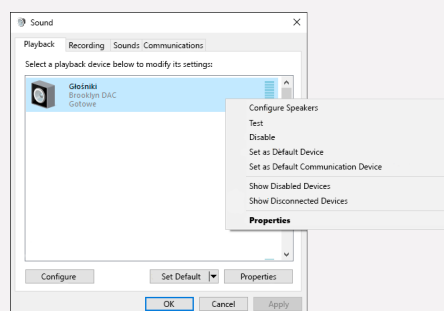 Sound
Playback Recording Sounds Communications
Select a playback device below to modify its settings:
Głośniki
Brooklyn DAC
Gotowe
Configure Speakers
Test
Disable
Set as Default Device
Set as Default Communication Device
Show Disabled Devices
Show Disconnected Devices
Properties
Configure Set Default Properties
OK Cancel Apply